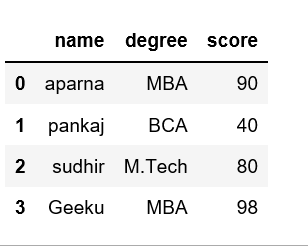 name degree score
0 aparna MBA 90
1 pankaj BCA 40
2 sudhir M.Tech 80
3 Geeku MBA 98